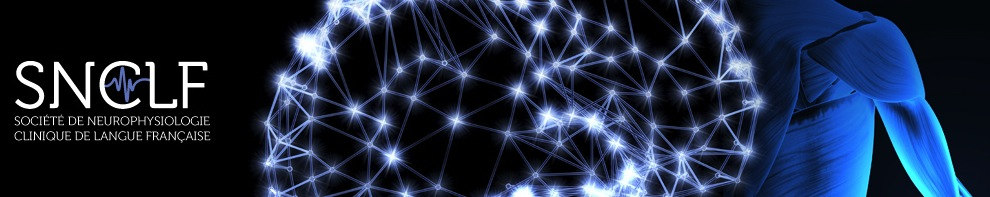 SNCLF
SOCIÉTÉ DE NEUROPHYSIOLOGIE
CLINIQUE DE LANGUE FRANÇAISE